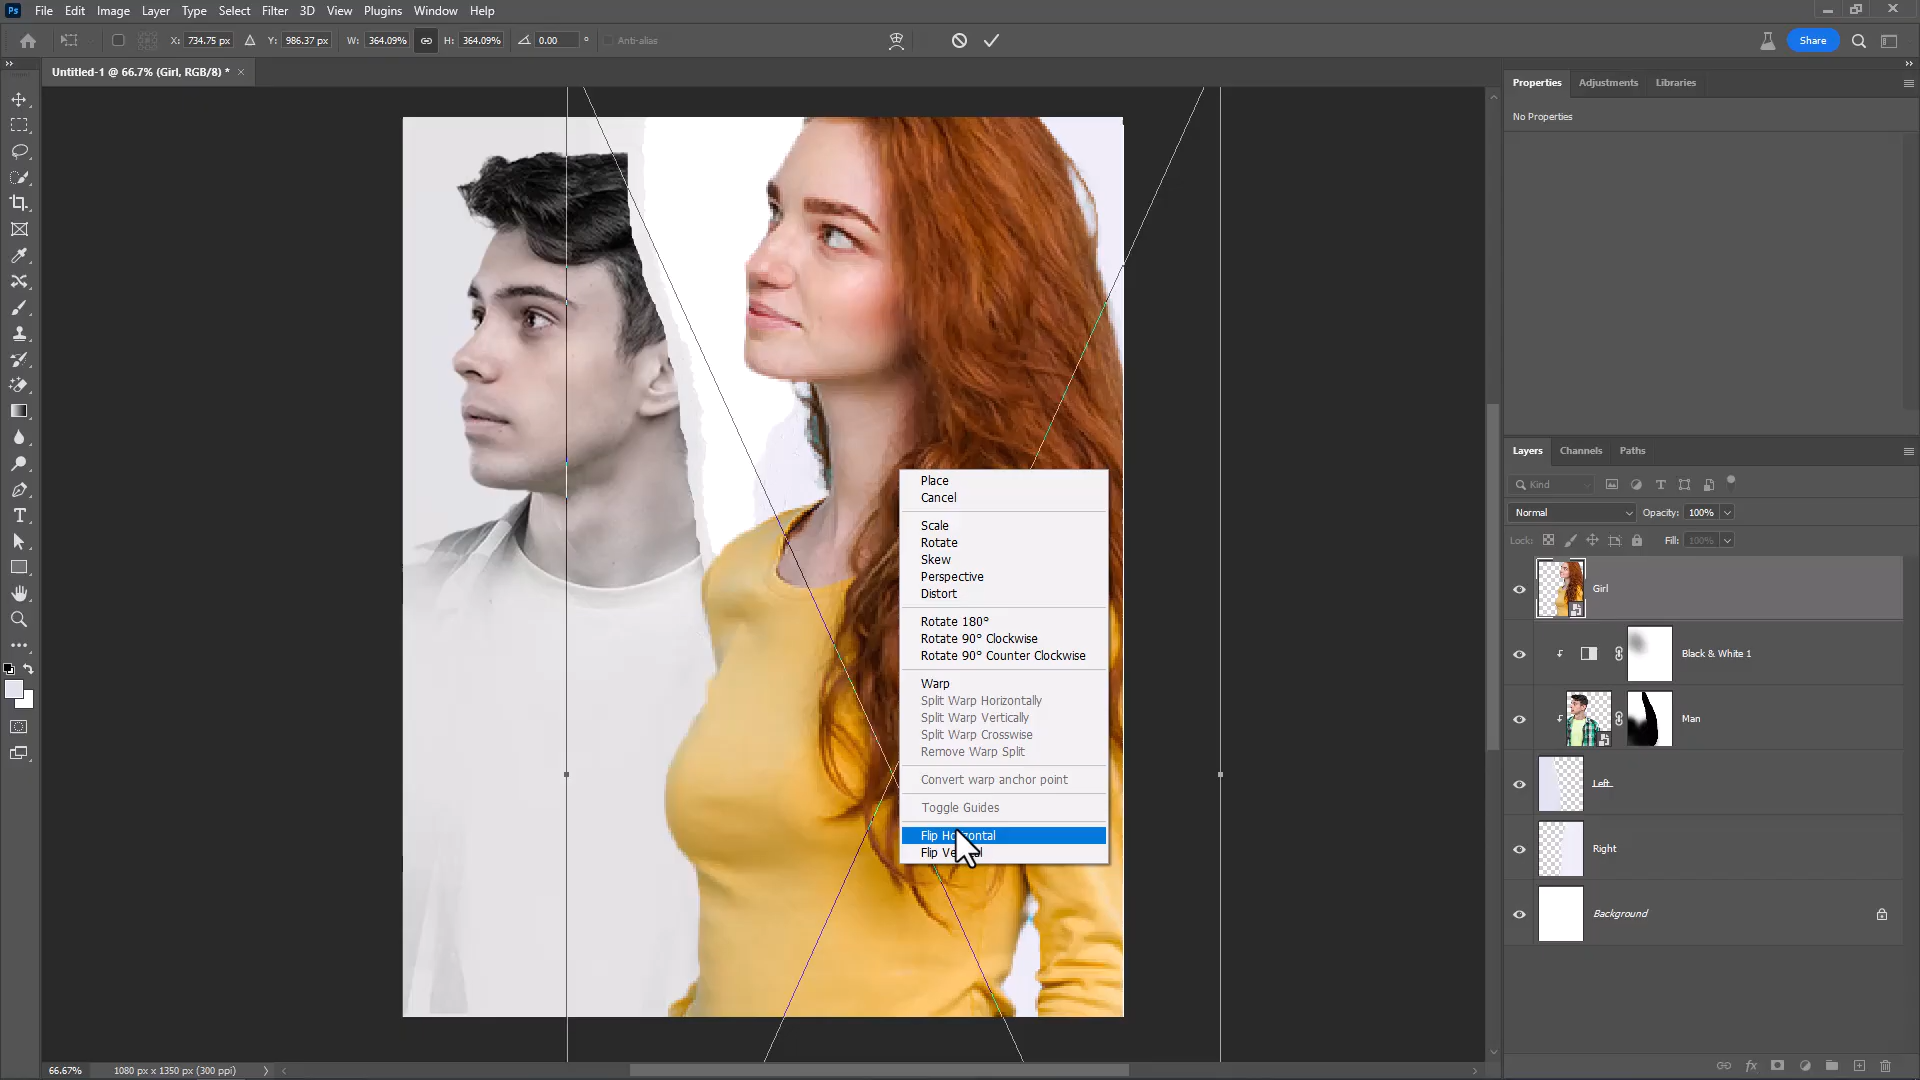 Ps File Edit Image Layer Type Select Filter 3D View Plugins Window Help
X: 734.75 px Y: 986.37 px W: 364.09% H: 364.09% 0.00 ° Anti-alias Share
Untitled-1 @ 66.7% (Girl, RGB/8) * ×
Properties Adjustments Libraries
No Properties
Place
Cancel
Scale
Rotate
Skew
Perspective
Distort
Rotate 180°
Rotate 90° Clockwise
Rotate 90° Counter Clockwise
Warp
Split Warp Horizontally
Split Warp Vertically
Split Warp Crosswise
Remove Warp Split
Convert warp anchor point
Toggle Guides
Flip Horizontal
Flip Vertical
Layers Channels Paths
Kind
Normal Opacity: 100%
Lock: Fill: 100%
Girl
Black & White 1
Man
Left
Right
Background
66.67% 1080 px x 1350 px (300 ppi)